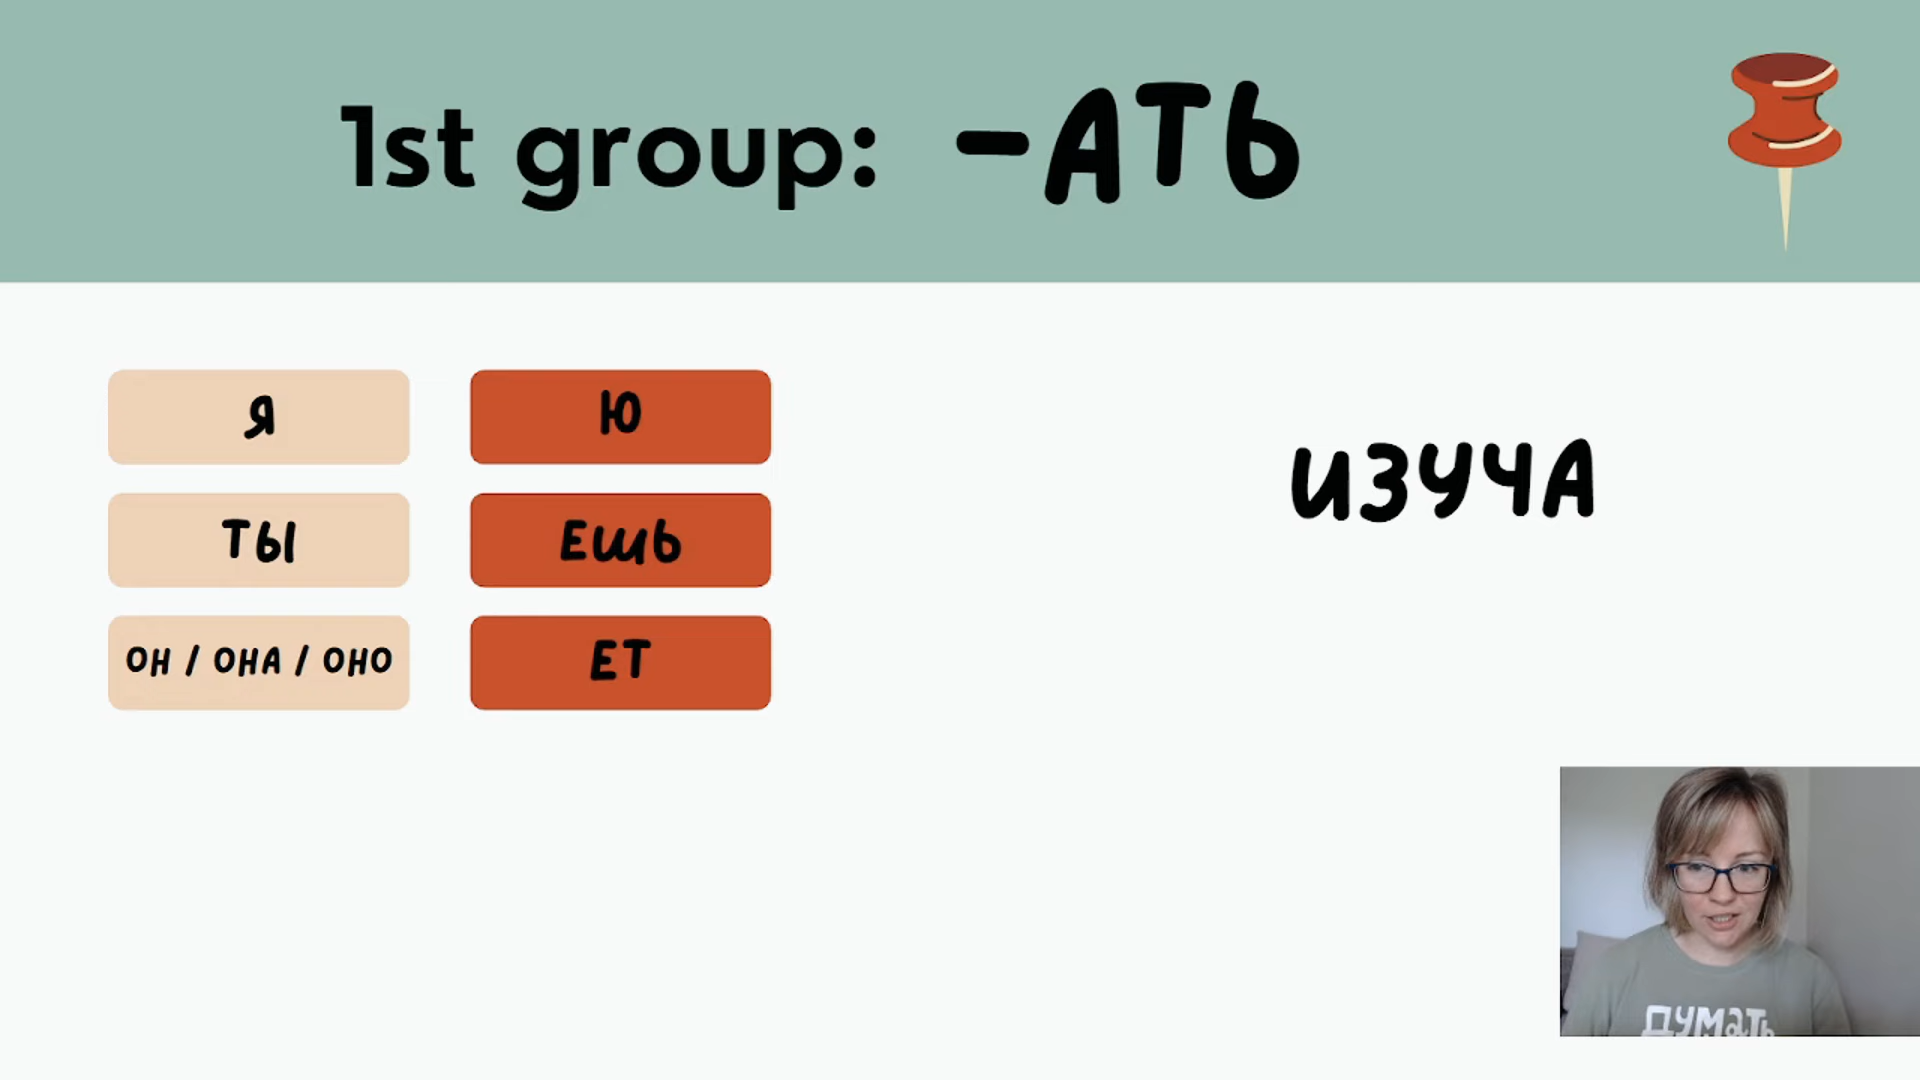 1st group: -АТЬ
Я Ю
ТЫ ЕШЬ
ОН / ОНА / ОНО ЕТ
ИЗУЧА
ДУМАТЬ